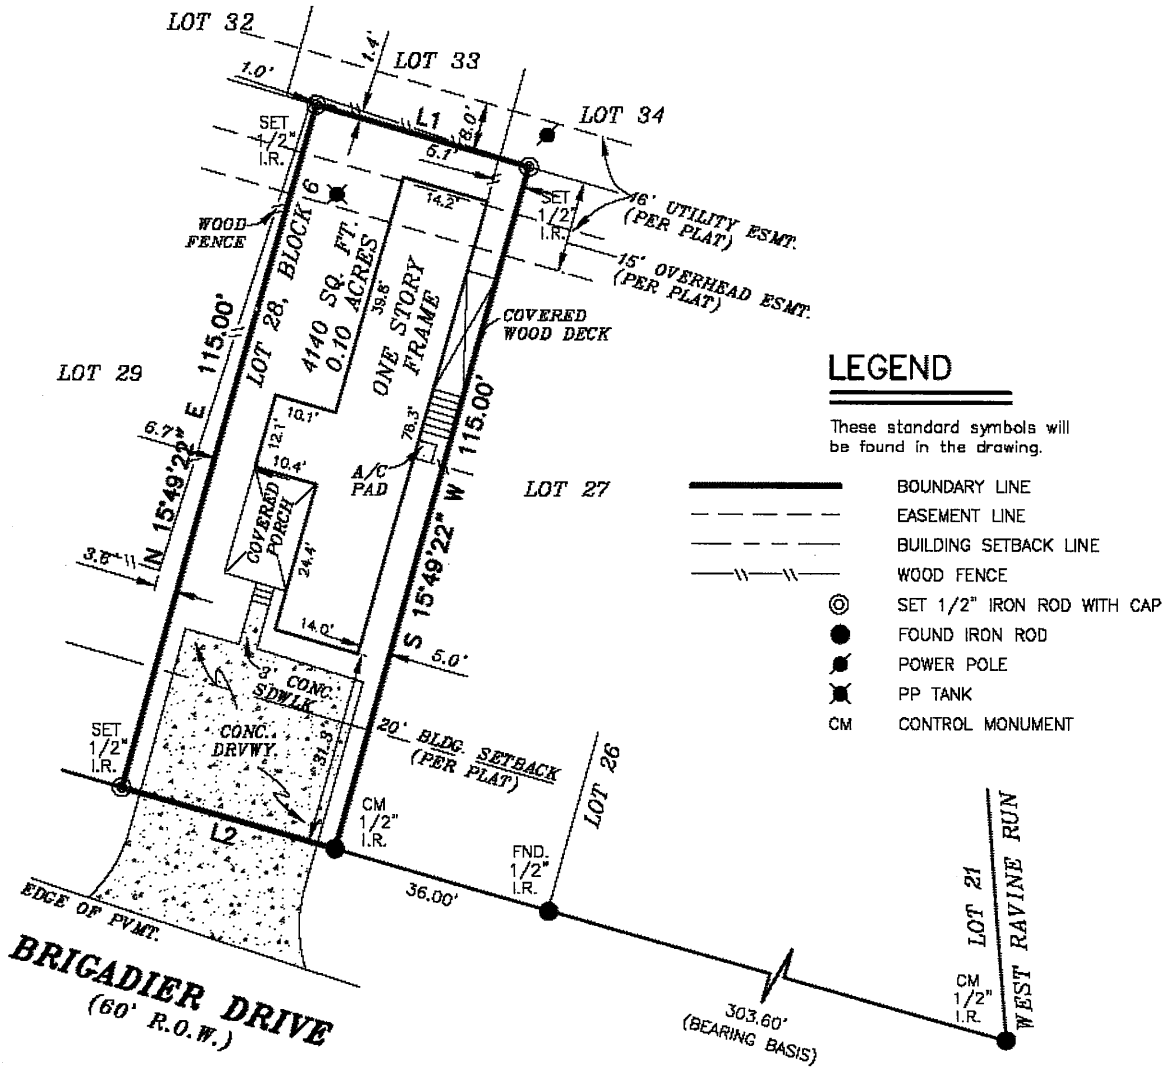 LOT 32
1.4'
LOT 33
1.0'
L1
8.0'
LOT 34
SET
1/2"
I.R.
6.1'
14.2'
SET
1/2"
I.R.
16' UTILITY ESMT.
(PER PLAT)
15' OVERHEAD ESMT.
(PER PLAT)
WOOD
FENCE
LOT 28, BLOCK 6
4140 SQ. FT.
0.10 ACRES
39.8'
ONE STORY
FRAME
COVERED
WOOD DECK
N 15°49'22" E 115.00'
LOT 29
6.7'
10.1'
12.1'
10.4'
78.3'
A/C
PAD
S 15°49'22" W 115.00'
LOT 27
COVERED
PORCH
24.4'
3.6'
14.0'
5.0'
3'
CONC.
SDWLK
CONC.
DRVWY.
31.3'
20' BLDG. SETBACK
(PER PLAT)
SET
1/2"
I.R.
L2
CM
1/2"
I.R.
36.00'
FND.
1/2"
I.R.
LOT 26
EDGE OF PVMT.
BRIGADIER DRIVE
(60' R.O.W.)
303.60'
(BEARING BASIS)
LOT 21
WEST RAVINE RUN
CM
1/2"
I.R.
LEGEND
These standard symbols will
be found in the drawing.
BOUNDARY LINE
EASEMENT LINE
BUILDING SETBACK LINE
WOOD FENCE
SET 1/2" IRON ROD WITH CAP
FOUND IRON ROD
POWER POLE
PP TANK
CM CONTROL MONUMENT